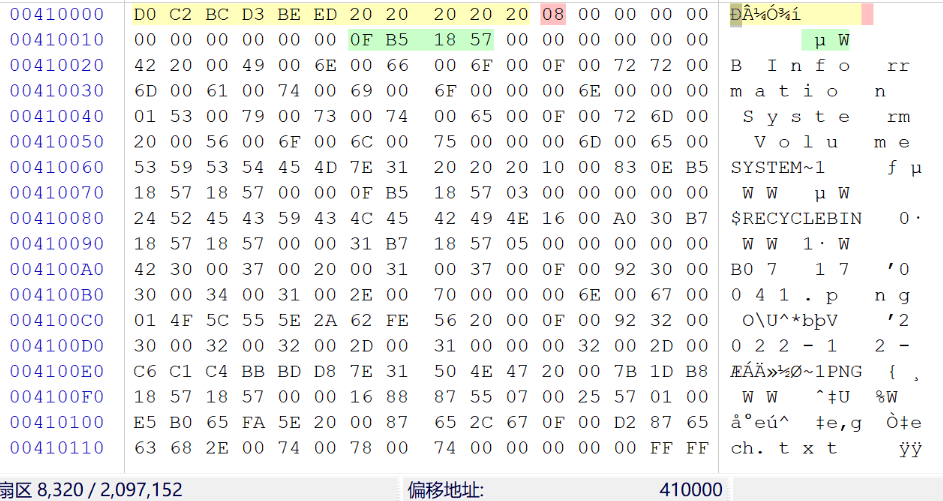 00410000 D0 C2 BC D3 BE ED 20 20 20 20 20 08 00 00 00 00 ÐÂ¼Ó¾í
00410010 00 00 00 00 00 00 0F B5 18 57 00 00 00 00 00 00 µ W
00410020 42 20 00 49 00 6E 00 66 00 6F 00 0F 00 72 72 00 B I n f o r r
00410030 6D 00 61 00 74 00 69 00 6F 00 00 00 6E 00 00 00 m a t i o n
00410040 01 53 00 79 00 73 00 74 00 65 00 0F 00 72 6D 00 S y s t e rm
00410050 20 00 56 00 6F 00 6C 00 75 00 00 00 6D 00 65 00 V o l u m e
00410060 53 59 53 54 45 4D 7E 31 20 20 20 10 00 83 0E B5 SYSTEM~1 ƒ µ
00410070 18 57 18 57 00 00 0F B5 18 57 03 00 00 00 00 00 W W µ W
00410080 24 52 45 43 59 43 4C 45 42 49 4E 16 00 A0 30 B7 $RECYCLEBIN 0·
00410090 18 57 18 57 00 00 31 B7 18 57 05 00 00 00 00 00 W W 1· W
004100A0 42 30 00 37 00 20 00 31 00 37 00 0F 00 92 30 00 B0 7 1 7 ’0
004100B0 30 00 34 00 31 00 2E 00 70 00 00 00 6E 00 67 00 0 4 1 . p n g
004100C0 01 4F 5C 55 5E 2A 62 FE 56 20 00 0F 00 92 32 00 O\U^*bþV ’2
004100D0 30 00 32 00 32 00 2D 00 31 00 00 00 32 00 2D 00 0 2 2 - 1 2 -
004100E0 C6 C1 C4 BB BD D8 7E 31 50 4E 47 20 00 7B 1D B8 ÆÁÄ»½Ø~1PNG { ¸
004100F0 18 57 18 57 00 00 16 88 87 55 07 00 25 57 01 00 W W ˆ‡U %W
00410100 E5 B0 65 FA 5E 20 00 87 65 2C 67 0F 00 D2 87 65 å°eú^ ‡e,g Ò‡e
00410110 63 68 2E 00 74 00 78 00 74 00 00 00 00 00 FF FF ch. t x t ÿÿ
扇区 8,320 / 2,097,152 偏移地址: 410000